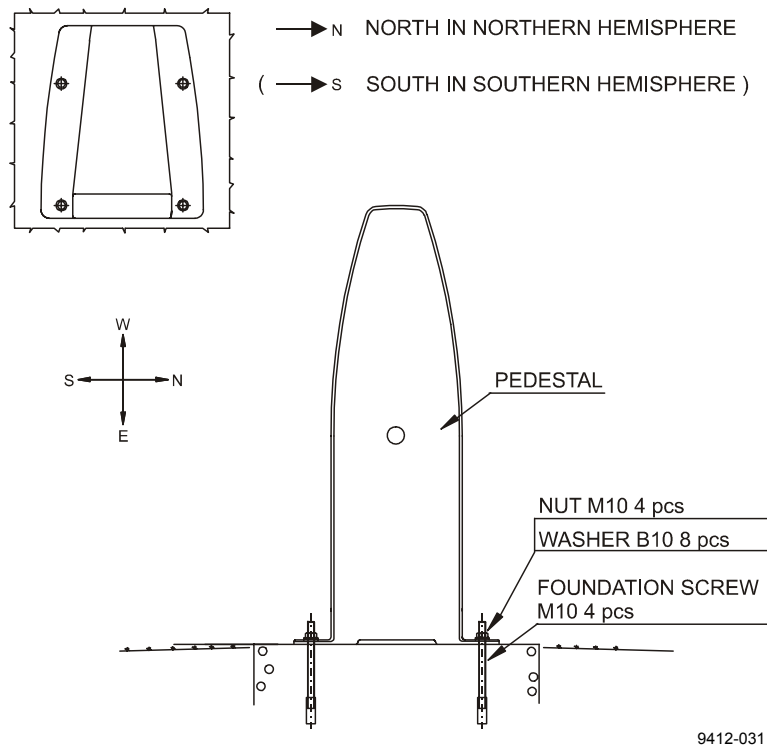 N NORTH IN NORTHERN HEMISPHERE
( S SOUTH IN SOUTHERN HEMISPHERE )
W
S N
E
PEDESTAL
NUT M10 4 pcs
WASHER B10 8 pcs
FOUNDATION SCREW
M10 4 pcs
9412-031